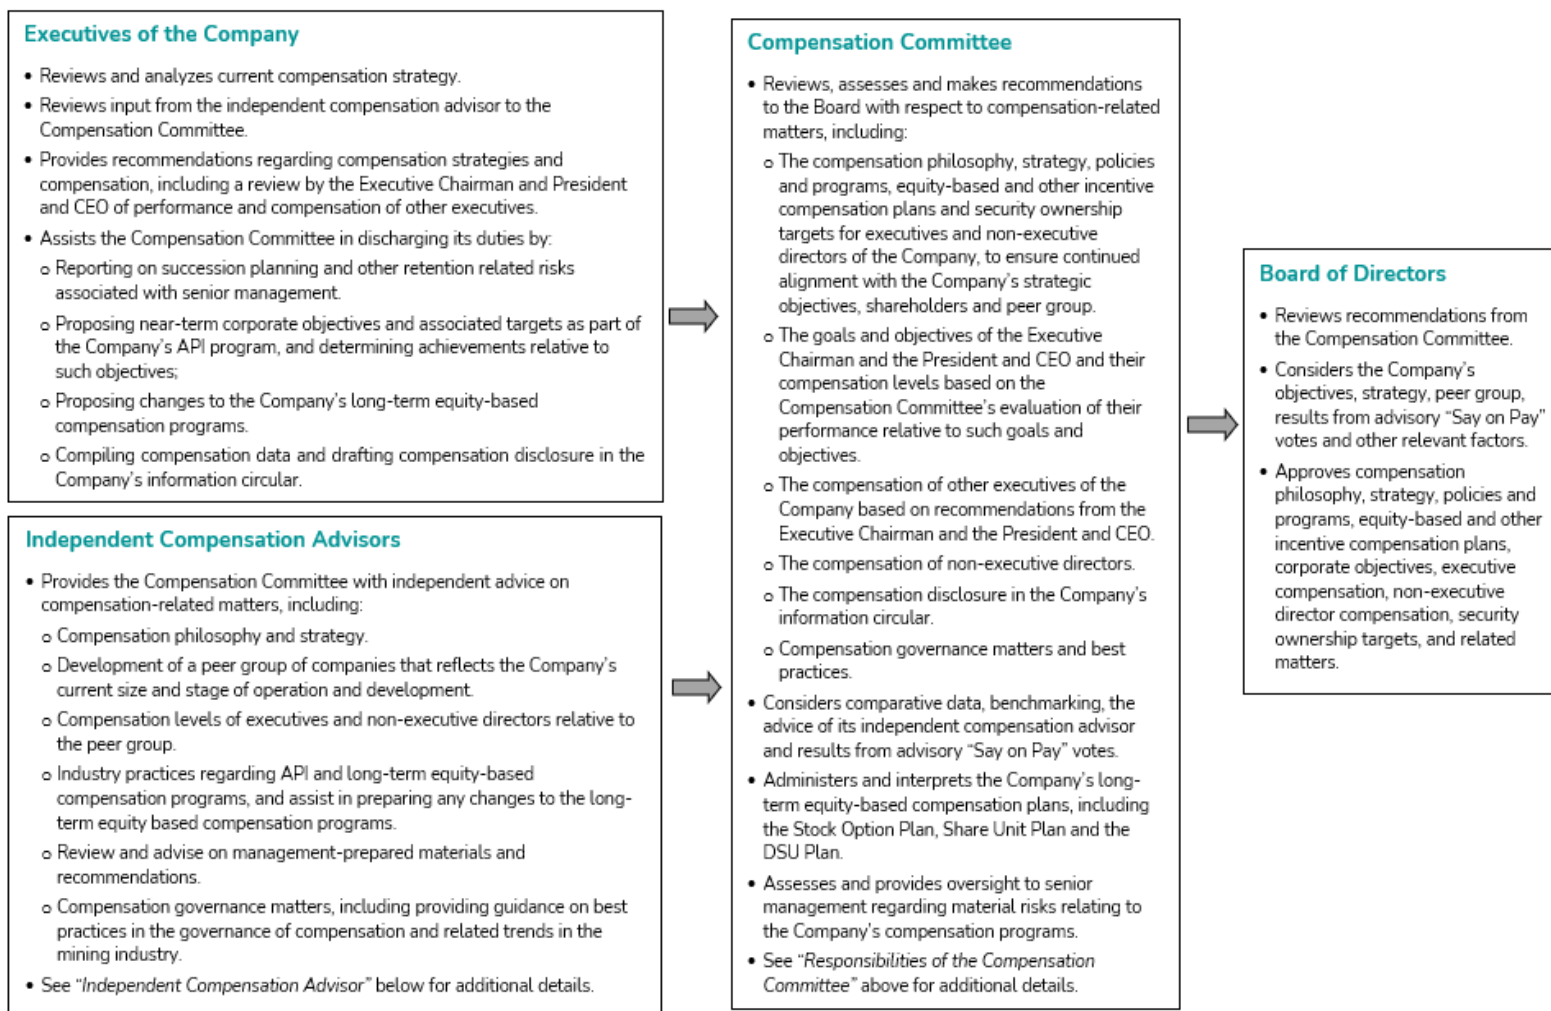 Executives of the Company
• Reviews and analyzes current compensation strategy.
• Reviews input from the independent compensation advisor to the
Compensation Committee.
• Provides recommendations regarding compensation strategies and
compensation, including a review by the Executive Chairman and President
and CEO of performance and compensation of other executives.
• Assists the Compensation Committee in discharging its duties by:
o Reporting on succession planning and other retention related risks
associated with senior management.
o Proposing near-term corporate objectives and associated targets as part of
the Company's API program, and determining achievements relative to
such objectives;
o Proposing changes to the Company's long-term equity-based
compensation programs.
o Compiling compensation data and drafting compensation disclosure in the
Company's information circular.
Independent Compensation Advisors
• Provides the Compensation Committee with independent advice on
compensation-related matters, including:
o Compensation philosophy and strategy.
o Development of a peer group of companies that reflects the Company's
current size and stage of operation and development.
o Compensation levels of executives and non-executive directors relative to
the peer group.
o Industry practices regarding API and long-term equity-based
compensation programs, and assist in preparing any changes to the long-
term equity based compensation programs.
o Review and advise on management-prepared materials and
recommendations.
o Compensation governance matters, including providing guidance on best
practices in the governance of compensation and related trends in the
mining industry.
• See "Independent Compensation Advisor" below for additional details.
Compensation Committee
• Reviews, assesses and makes recommendations
to the Board with respect to compensation-related
matters, including:
o The compensation philosophy, strategy, policies
and programs, equity-based and other incentive
compensation plans and security ownership
targets for executives and non-executive
directors of the Company, to ensure continued
alignment with the Company's strategic
objectives, shareholders and peer group.
o The goals and objectives of the Executive
Chairman and the President and CEO and their
compensation levels based on the
Compensation Committee's evaluation of their
performance relative to such goals and
objectives.
o The compensation of other executives of the
Company based on recommendations from the
Executive Chairman and the President and CEO.
o The compensation of non-executive directors.
o The compensation disclosure in the Company's
information circular.
o Compensation governance matters and best
practices.
• Considers comparative data, benchmarking, the
advice of its independent compensation advisor
and results from advisory "Say on Pay" votes.
• Administers and interprets the Company's long-
term equity-based compensation plans, including
the Stock Option Plan, Share Unit Plan and the
DSU Plan.
• Assesses and provides oversight to senior
management regarding material risks relating to
the Company's compensation programs.
• See "Responsibilities of the Compensation
Committee" above for additional details.
Board of Directors
• Reviews recommendations from
the Compensation Committee.
• Considers the Company's
objectives, strategy, peer group,
results from advisory "Say on Pay"
votes and other relevant factors.
• Approves compensation
philosophy, strategy, policies and
programs, equity-based and other
incentive compensation plans,
corporate objectives, executive
compensation, non-executive
director compensation, security
ownership targets, and related
matters.